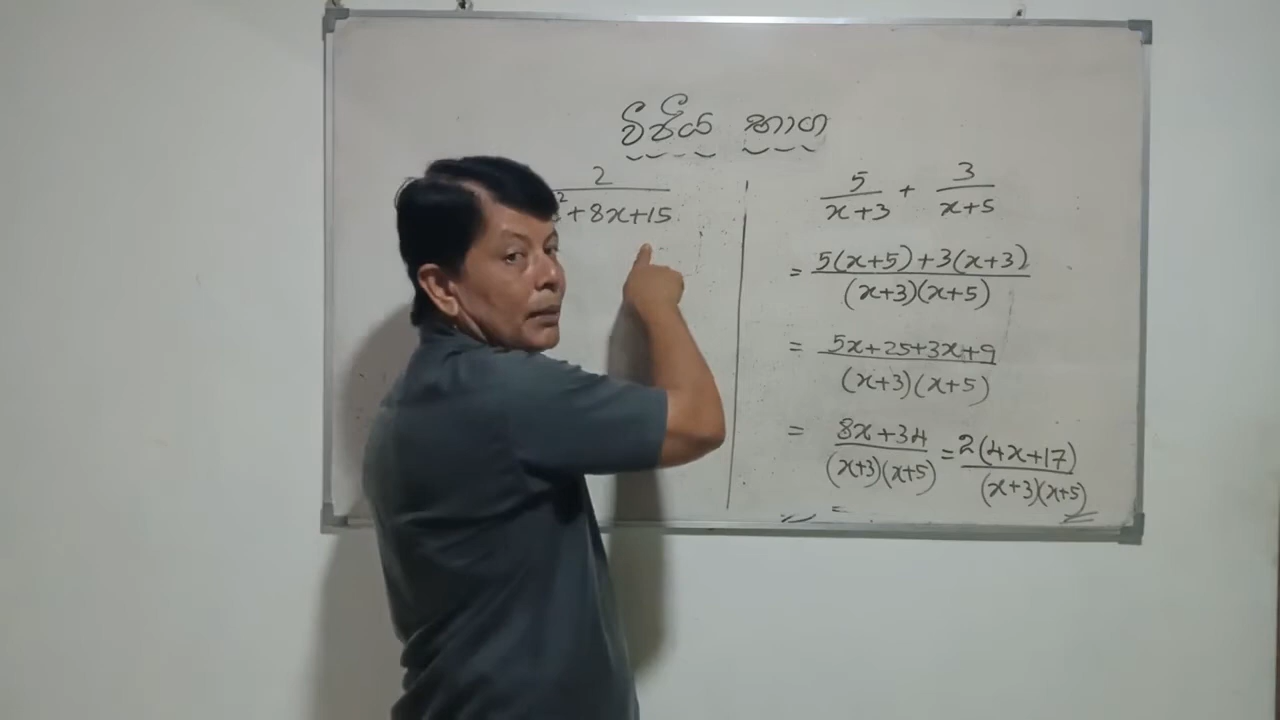 වීජීය භාග
2
²+8x+15
5/(x+3) + 3/(x+5)
= (5(x+5)+3(x+3))/((x+3)(x+5))
= (5x+25+3x+9)/((x+3)(x+5))
= (8x+34)/((x+3)(x+5)) = (2(4x+17))/((x+3)(x+5))